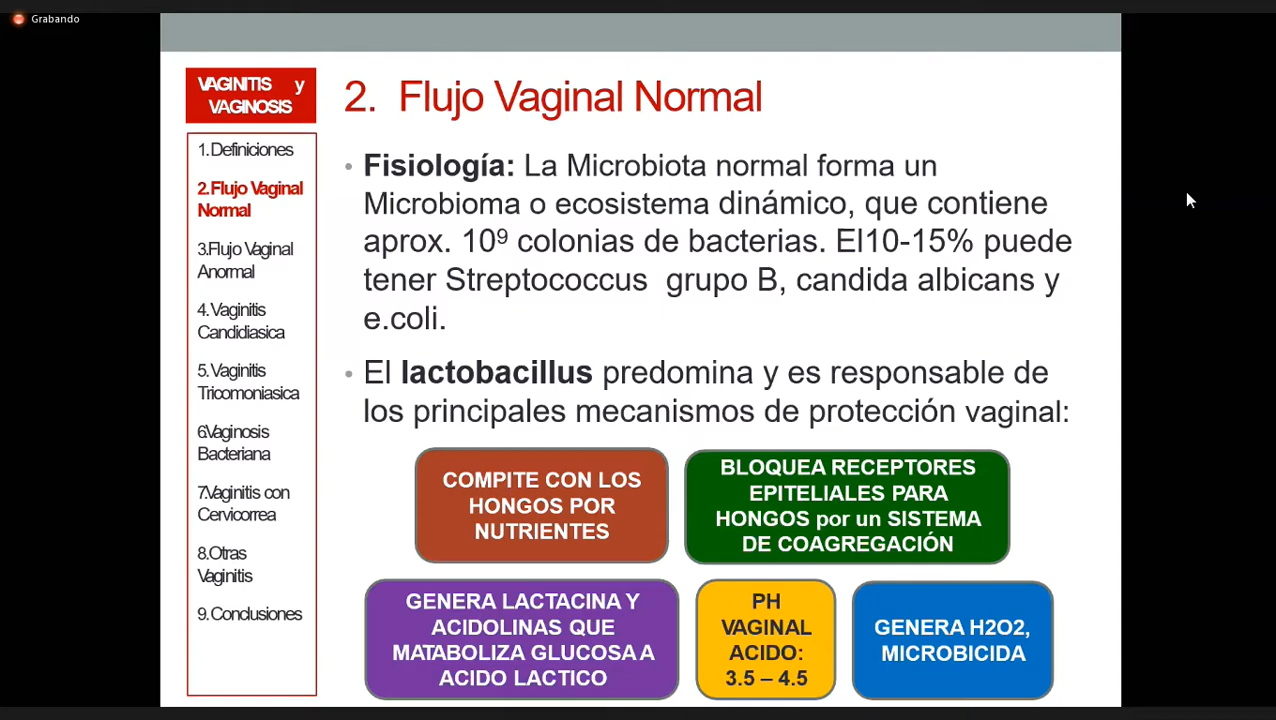 Grabando
VAGINITIS y
VAGINOSIS
1.Definiciones
2.Flujo Vaginal
Normal
3.Flujo Vaginal
Anormal
4.Vaginitis
Candidiasica
5.Vaginitis
Tricomoniasica
6.Vaginosis
Bacteriana
7.Vaginitis con
Cervicorrea
8.Otras
Vaginitis
9.Conclusiones
2. Flujo Vaginal Normal
• Fisiología: La Microbiota normal forma un
Microbioma o ecosistema dinámico, que contiene
aprox. 10⁹ colonias de bacterias. El10-15% puede
tener Streptococcus grupo B, candida albicans y
e.coli.
• El lactobacillus predomina y es responsable de
los principales mecanismos de protección vaginal:
COMPITE CON LOS
HONGOS POR
NUTRIENTES
BLOQUEA RECEPTORES
EPITELIALES PARA
HONGOS por un SISTEMA
DE COAGREGACIÓN
GENERA LACTACINA Y
ACIDOLINAS QUE
MATABOLIZA GLUCOSA A
ACIDO LACTICO
PH
VAGINAL
ACIDO:
3.5 – 4.5
GENERA H2O2,
MICROBICIDA